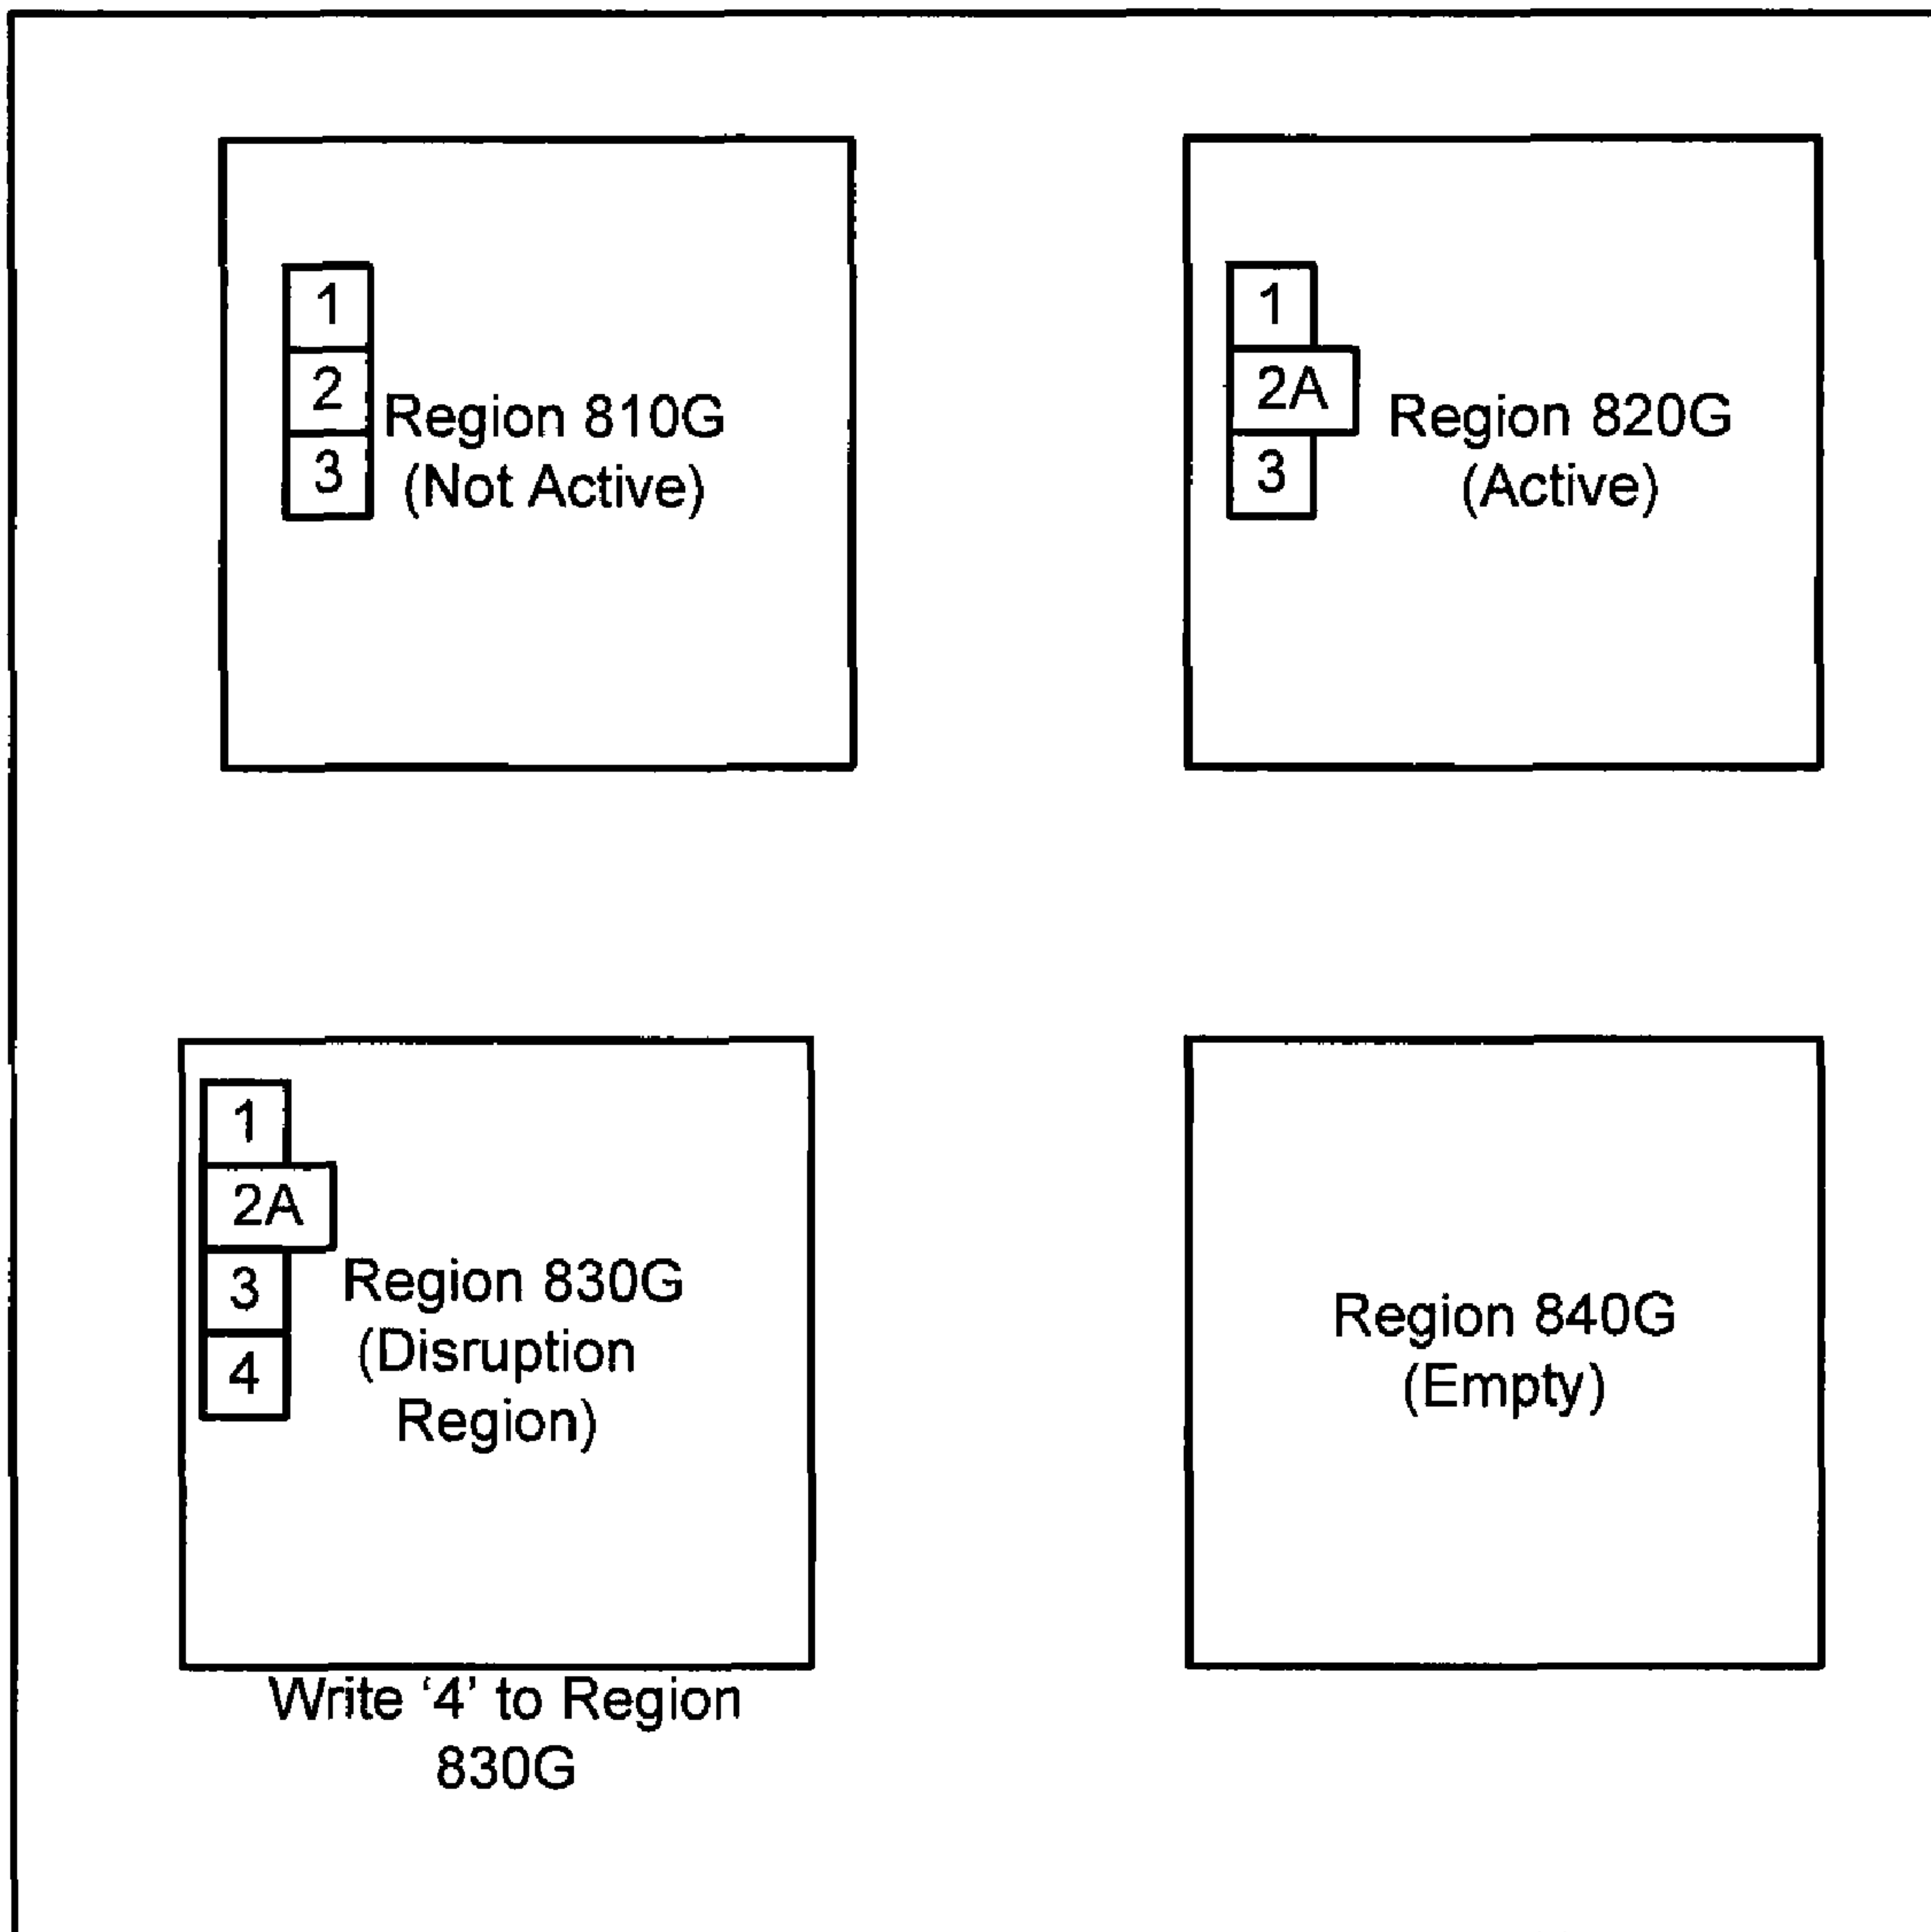 1
2
3
Region 810G
(Not Active)
1
2A
3
Region 820G
(Active)
1
2A
3
4
Region 830G
(Disruption
Region)
Write ‘4’ to Region
830G
Region 840G
(Empty)